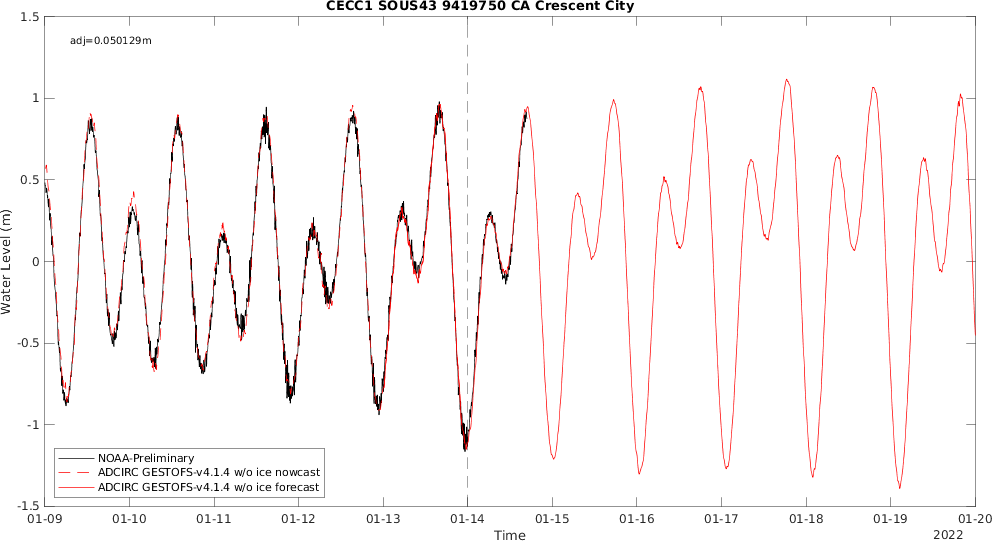 CECC1 SOUS43 9419750 CA Crescent City
1.5
adj=0.050129m
1
0.5
0
-0.5
-1
-1.5
Water Level (m)
NOAA-Preliminary
ADCIRC GESTOFS-v4.1.4 w/o ice nowcast
ADCIRC GESTOFS-v4.1.4 w/o ice forecast
01-09 01-10 01-11 01-12 01-13 01-14 01-15 01-16 01-17 01-18 01-19 01-20
Time
2022